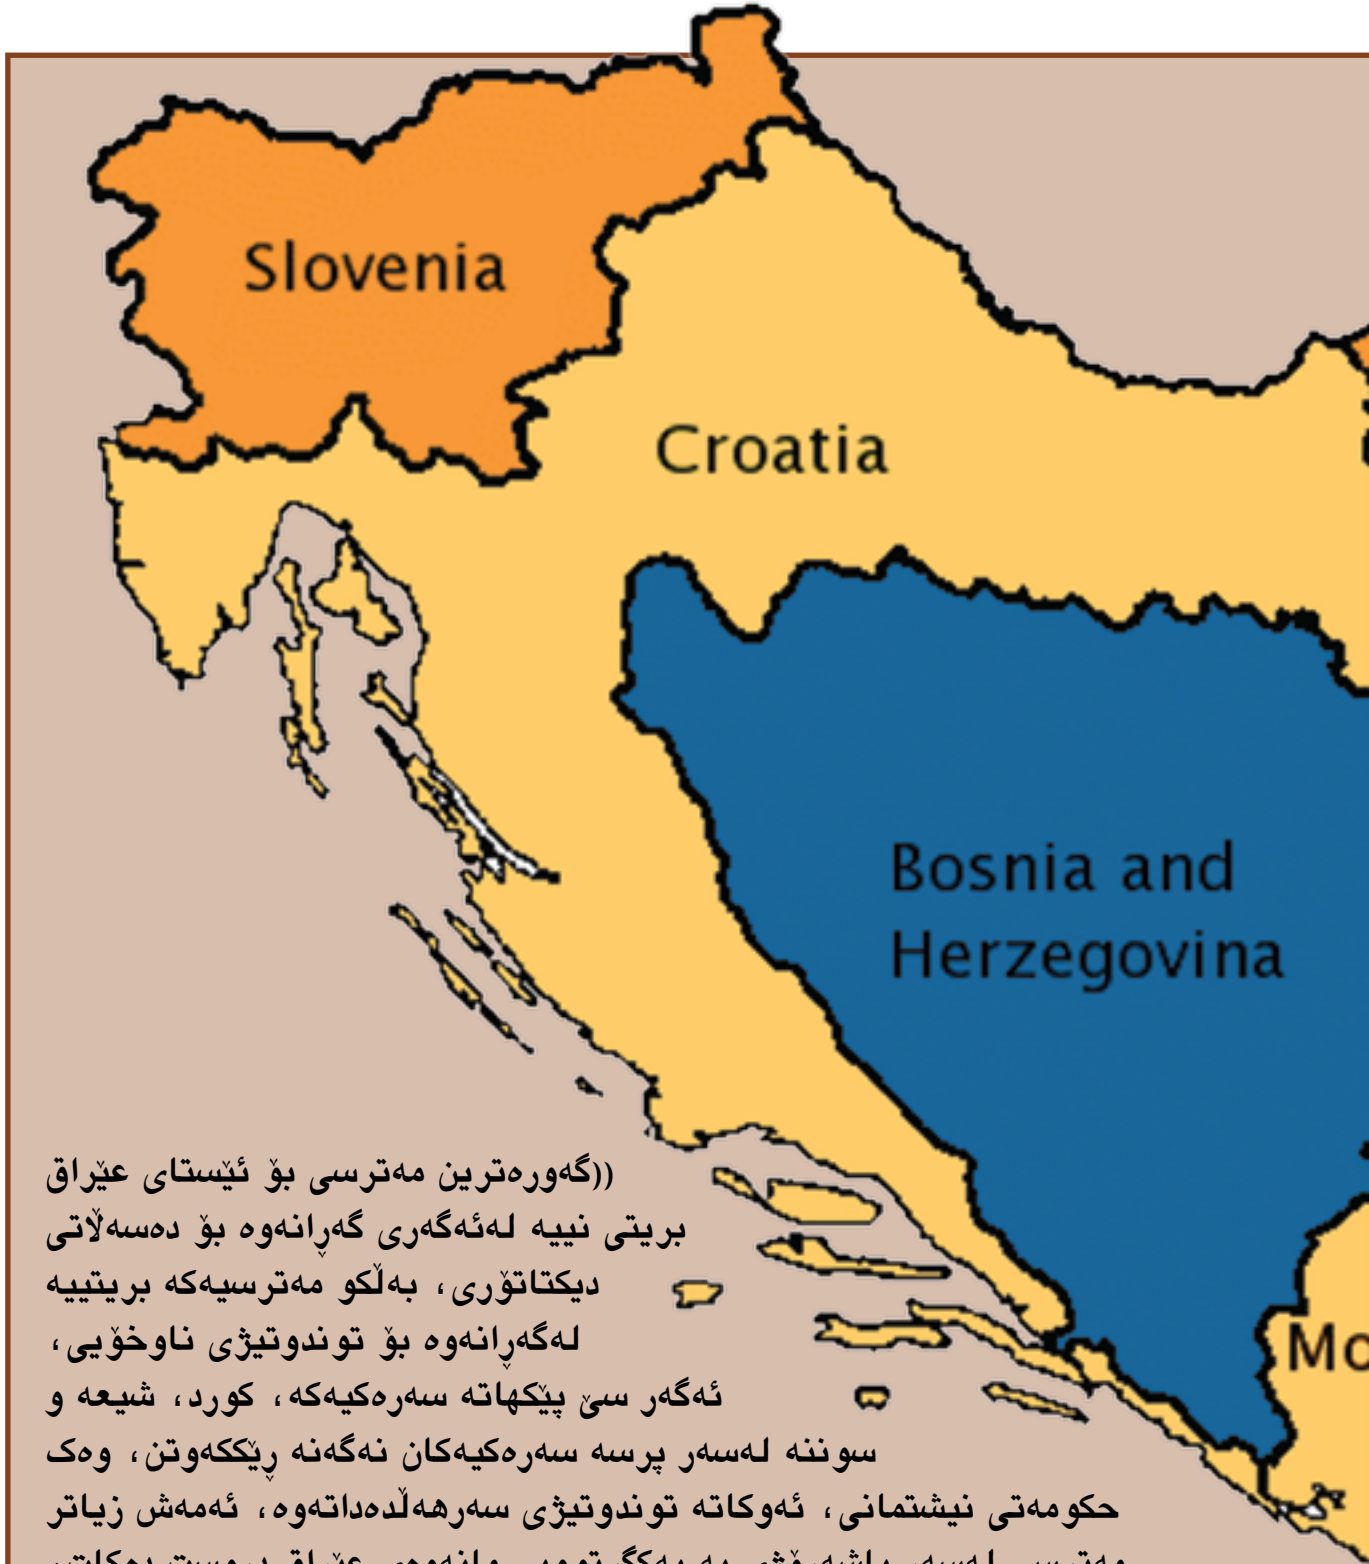 Slovenia
Croatia
Bosnia and
Herzegovina
Mo
((گەورەترین مەترسی بۆ ئێستای عێراق
بریتی نییە لەئەگەری گەڕانەوە بۆ دەسەڵاتی
دیکتاتۆری، بەڵکو مەترسیەکە بریتییە
لەگەڕانەوە بۆ توندوتیژی ناوخۆیی،
ئەگەر سێ پێکهاتە سەرەکیەکە، کورد، شیعە و
سوننە لەسەر پرسە سەرەکیەکان نەگەنە ڕێککەوتن، وەک
حکومەتی نیشتمانی، ئەوکاتە توندوتیژی سەرهەڵدەداتەوە، ئەمەش زیاتر